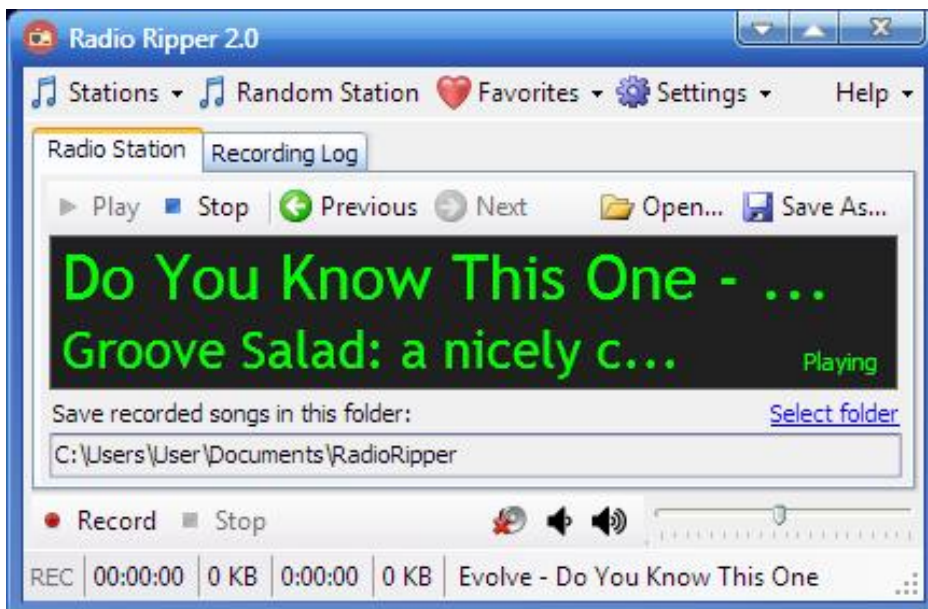 Radio Ripper 2.0
Stations Random Station Favorites Settings Help
Radio Station Recording Log
Play Stop Previous Next Open... Save As...
Do You Know This One - ...
Groove Salad: a nicely c... Playing
Save recorded songs in this folder: Select folder
C:\Users\User\Documents\RadioRipper
Record Stop
REC 00:00:00 0 KB 0:00:00 0 KB Evolve - Do You Know This One